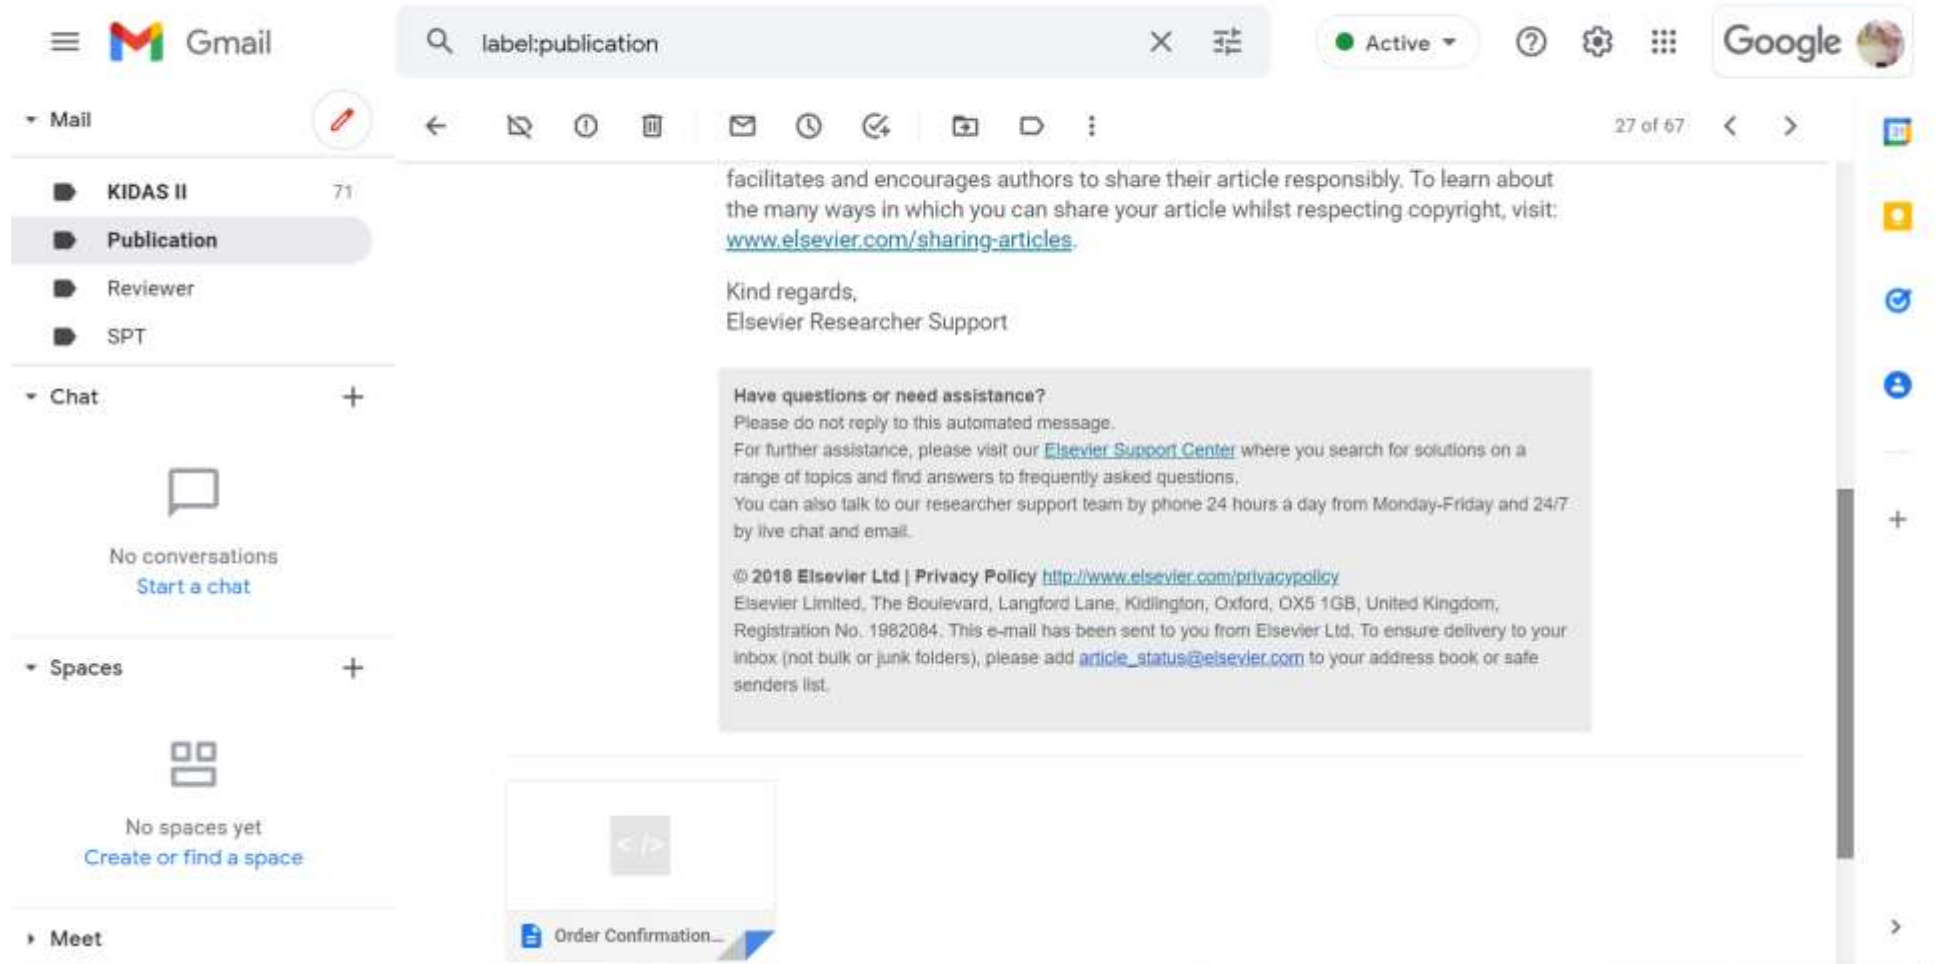 Gmail
label:publication
Active
Google
Mail
27 of 67
31
KIDAS II 71
Publication
Reviewer
SPT
facilitates and encourages authors to share their article responsibly. To learn about
the many ways in which you can share your article whilst respecting copyright, visit:
www.elsevier.com/sharing-articles.
Kind regards,
Elsevier Researcher Support
Chat
No conversations
Start a chat
Have questions or need assistance?
Please do not reply to this automated message.
For further assistance, please visit our Elsevier Support Center where you search for solutions on a
range of topics and find answers to frequently asked questions.
You can also talk to our researcher support team by phone 24 hours a day from Monday-Friday and 24/7
by live chat and email.
© 2018 Elsevier Ltd | Privacy Policy http://www.elsevier.com/privacypolicy
Elsevier Limited, The Boulevard, Langford Lane, Kidlington, Oxford, OX5 1GB, United Kingdom,
Registration No. 1982084. This e-mail has been sent to you from Elsevier Ltd. To ensure delivery to your
inbox (not bulk or junk folders), please add article_status@elsevier.com to your address book or safe
senders list.
Spaces
No spaces yet
Create or find a space
Meet
</>
Order Confirmation...